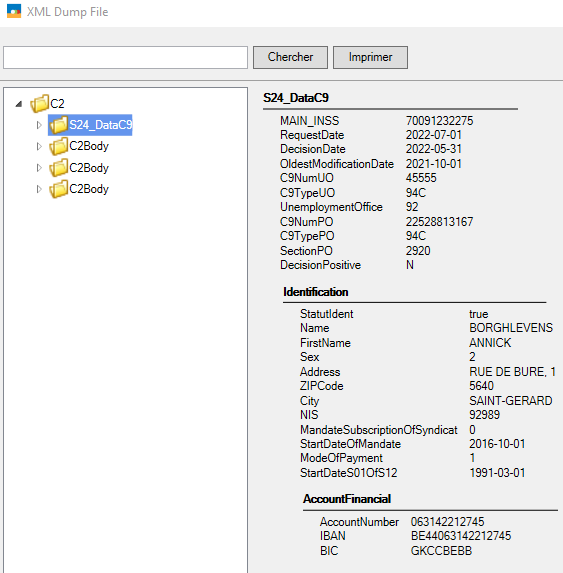 XML Dump File
Chercher
Imprimer
C2
S24_DataC9
C2Body
C2Body
C2Body
S24_DataC9
MAIN_INSS 70091232275
RequestDate 2022-07-01
DecisionDate 2022-05-31
OldestModificationDate 2021-10-01
C9NumUO 45555
C9TypeUO 94C
UnemploymentOffice 92
C9NumPO 22528813167
C9TypePO 94C
SectionPO 2920
DecisionPositive N
Identification
StatutIdent true
Name BORGHLEVENS
FirstName ANNICK
Sex 2
Address RUE DE BURE, 1
ZIPCode 5640
City SAINT-GERARD
NIS 92989
MandateSubscriptionOfSyndicat 0
StartDateOfMandate 2016-10-01
ModeOfPayment 1
StartDateS01OfS12 1991-03-01
AccountFinancial
AccountNumber 063142212745
IBAN BE44063142212745
BIC GKCCBEBB